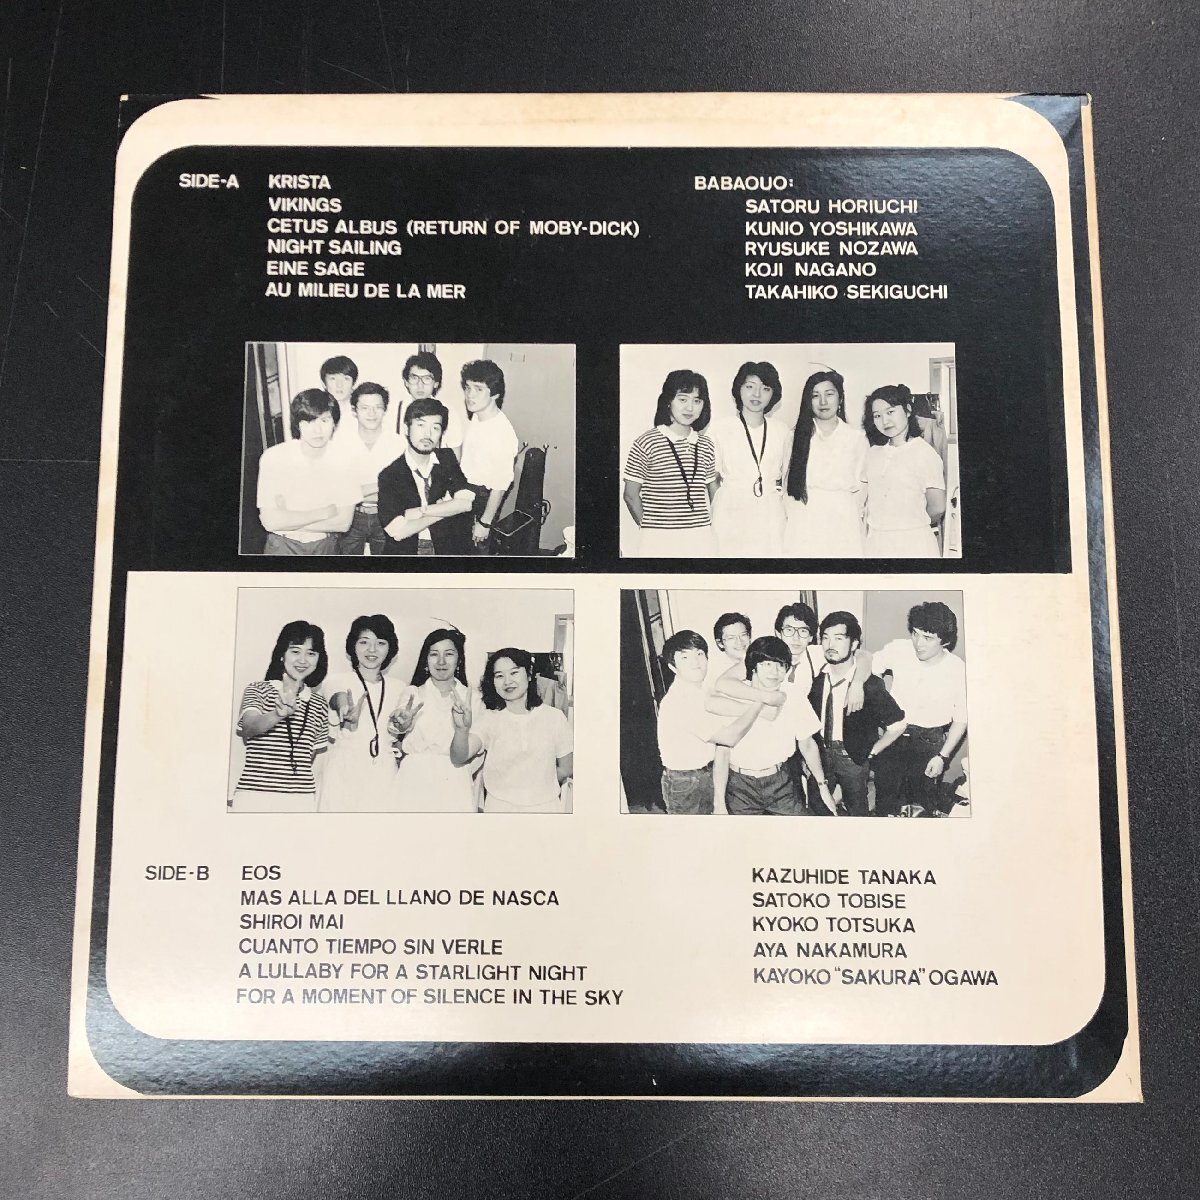 SIDE-A KRISTA
VIKINGS
CETUS ALBUS (RETURN OF MOBY-DICK)
NIGHT SAILING
EINE SAGE
AU MILIEU DE LA MER
BABAOUO:
SATORU HORIUCHI
KUNIO YOSHIKAWA
RYUSUKE NOZAWA
KOJI NAGANO
TAKAHIKO SEKIGUCHI
SIDE-B EOS
MAS ALLA DEL LLANO DE NASCA
SHIROI MAI
CUANTO TIEMPO SIN VERLE
A LULLABY FOR A STARLIGHT NIGHT
FOR A MOMENT OF SILENCE IN THE SKY
KAZUHIDE TANAKA
SATOKO TOBISE
KYOKO TOTSUKA
AYA NAKAMURA
KAYOKO "SAKURA" OGAWA